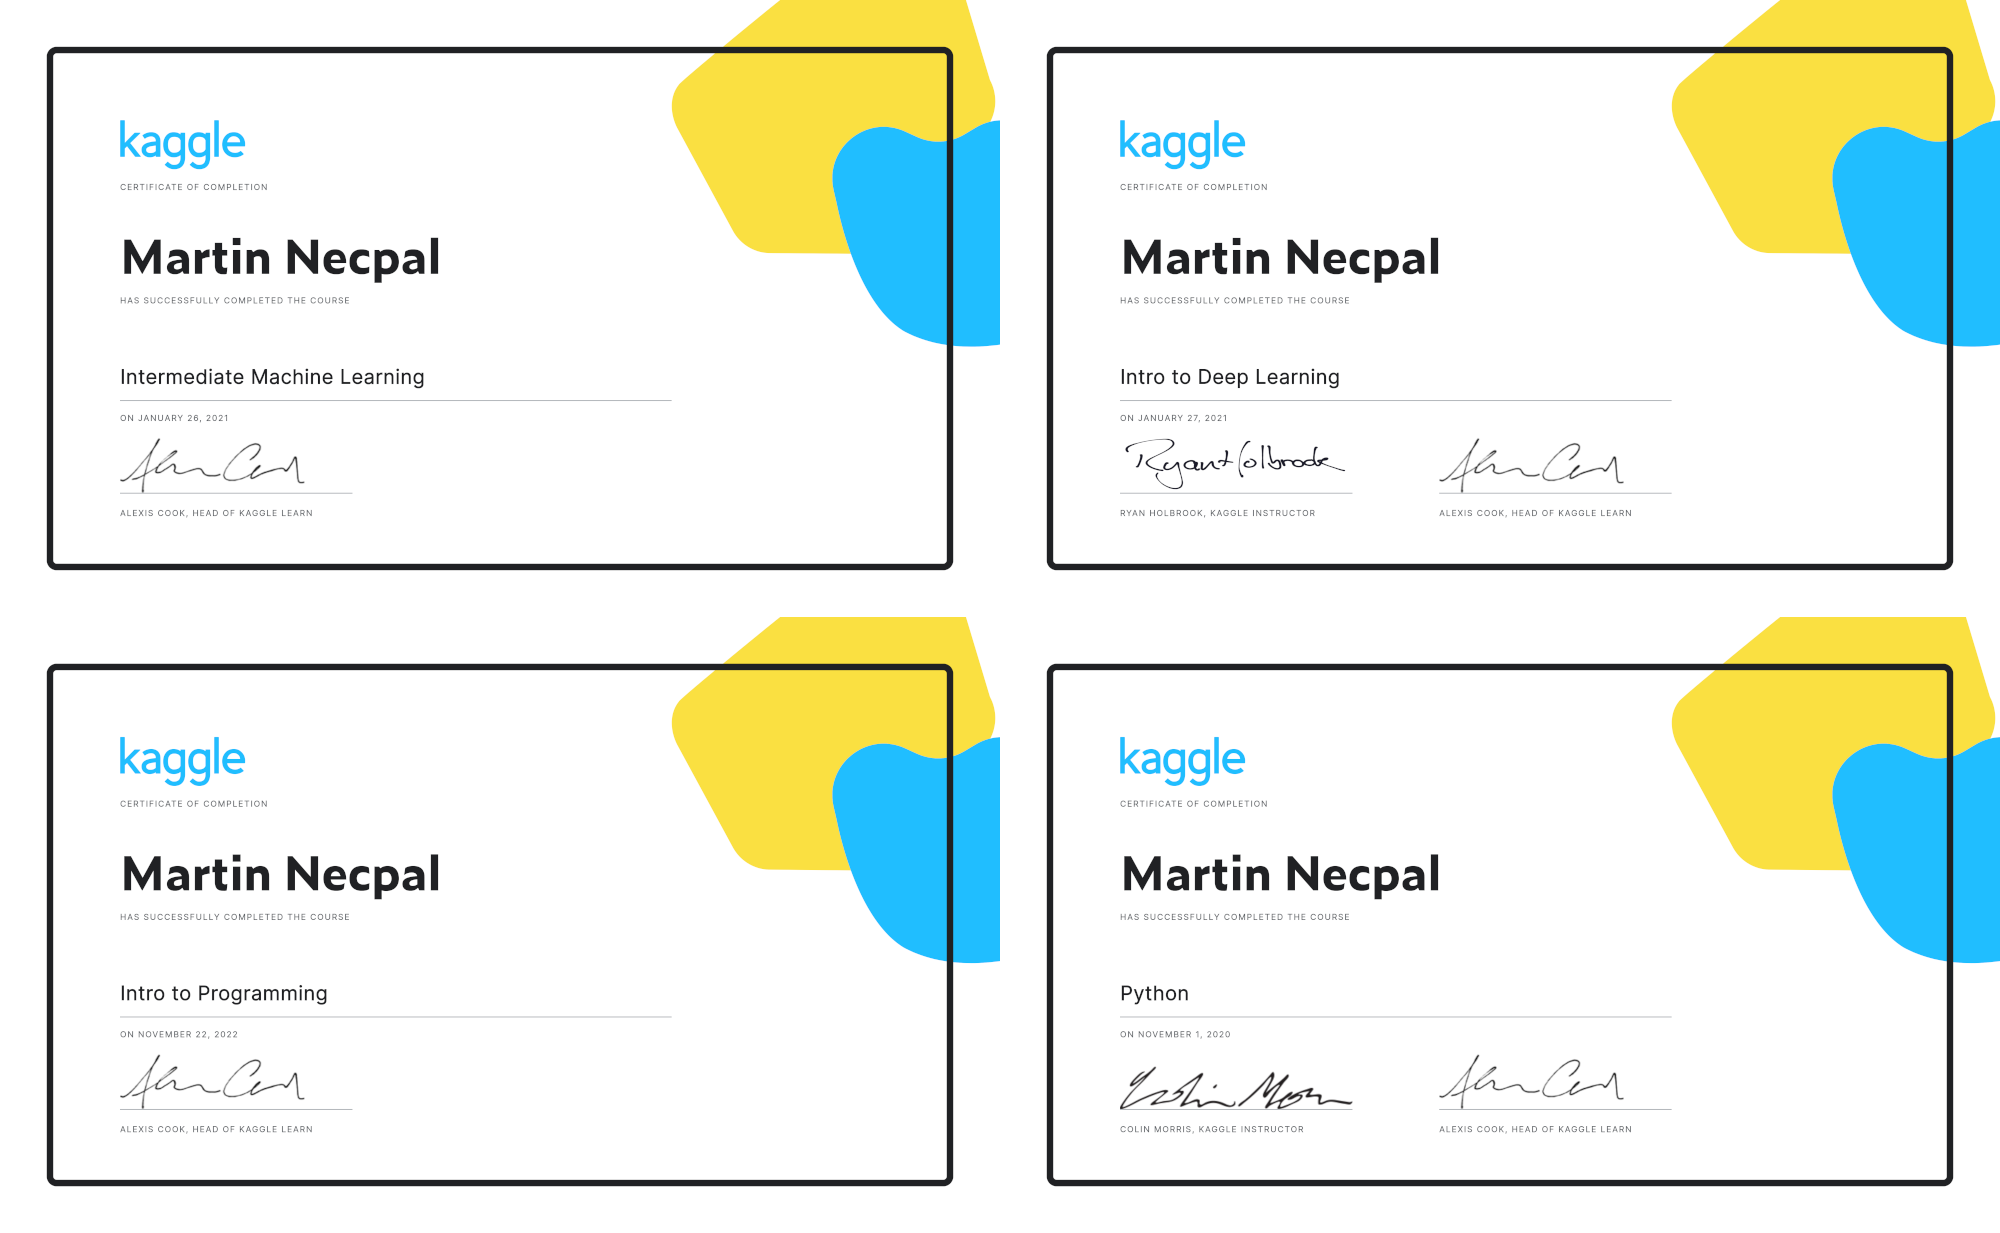 kaggle
CERTIFICATE OF COMPLETION
Martin Necpal
HAS SUCCESSFULLY COMPLETED THE COURSE
Intermediate Machine Learning
ON JANUARY 26, 2021
ALEXIS COOK, HEAD OF KAGGLE LEARN
kaggle
CERTIFICATE OF COMPLETION
Martin Necpal
HAS SUCCESSFULLY COMPLETED THE COURSE
Intro to Deep Learning
ON JANUARY 27, 2021
Ryan Holbrook
RYAN HOLBROOK, KAGGLE INSTRUCTOR
ALEXIS COOK, HEAD OF KAGGLE LEARN
kaggle
CERTIFICATE OF COMPLETION
Martin Necpal
HAS SUCCESSFULLY COMPLETED THE COURSE
Intro to Programming
ON NOVEMBER 22, 2022
ALEXIS COOK, HEAD OF KAGGLE LEARN
kaggle
CERTIFICATE OF COMPLETION
Martin Necpal
HAS SUCCESSFULLY COMPLETED THE COURSE
Python
ON NOVEMBER 1, 2020
COLIN MORRIS, KAGGLE INSTRUCTOR
ALEXIS COOK, HEAD OF KAGGLE LEARN